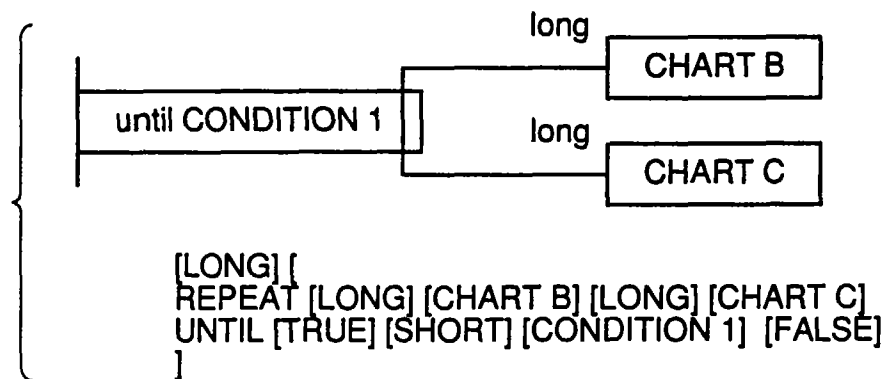 long
CHART B
until CONDITION 1
long
CHART C
[LONG] [
REPEAT [LONG] [CHART B] [LONG] [CHART C]
UNTIL [TRUE] [SHORT] [CONDITION 1] [FALSE]
]